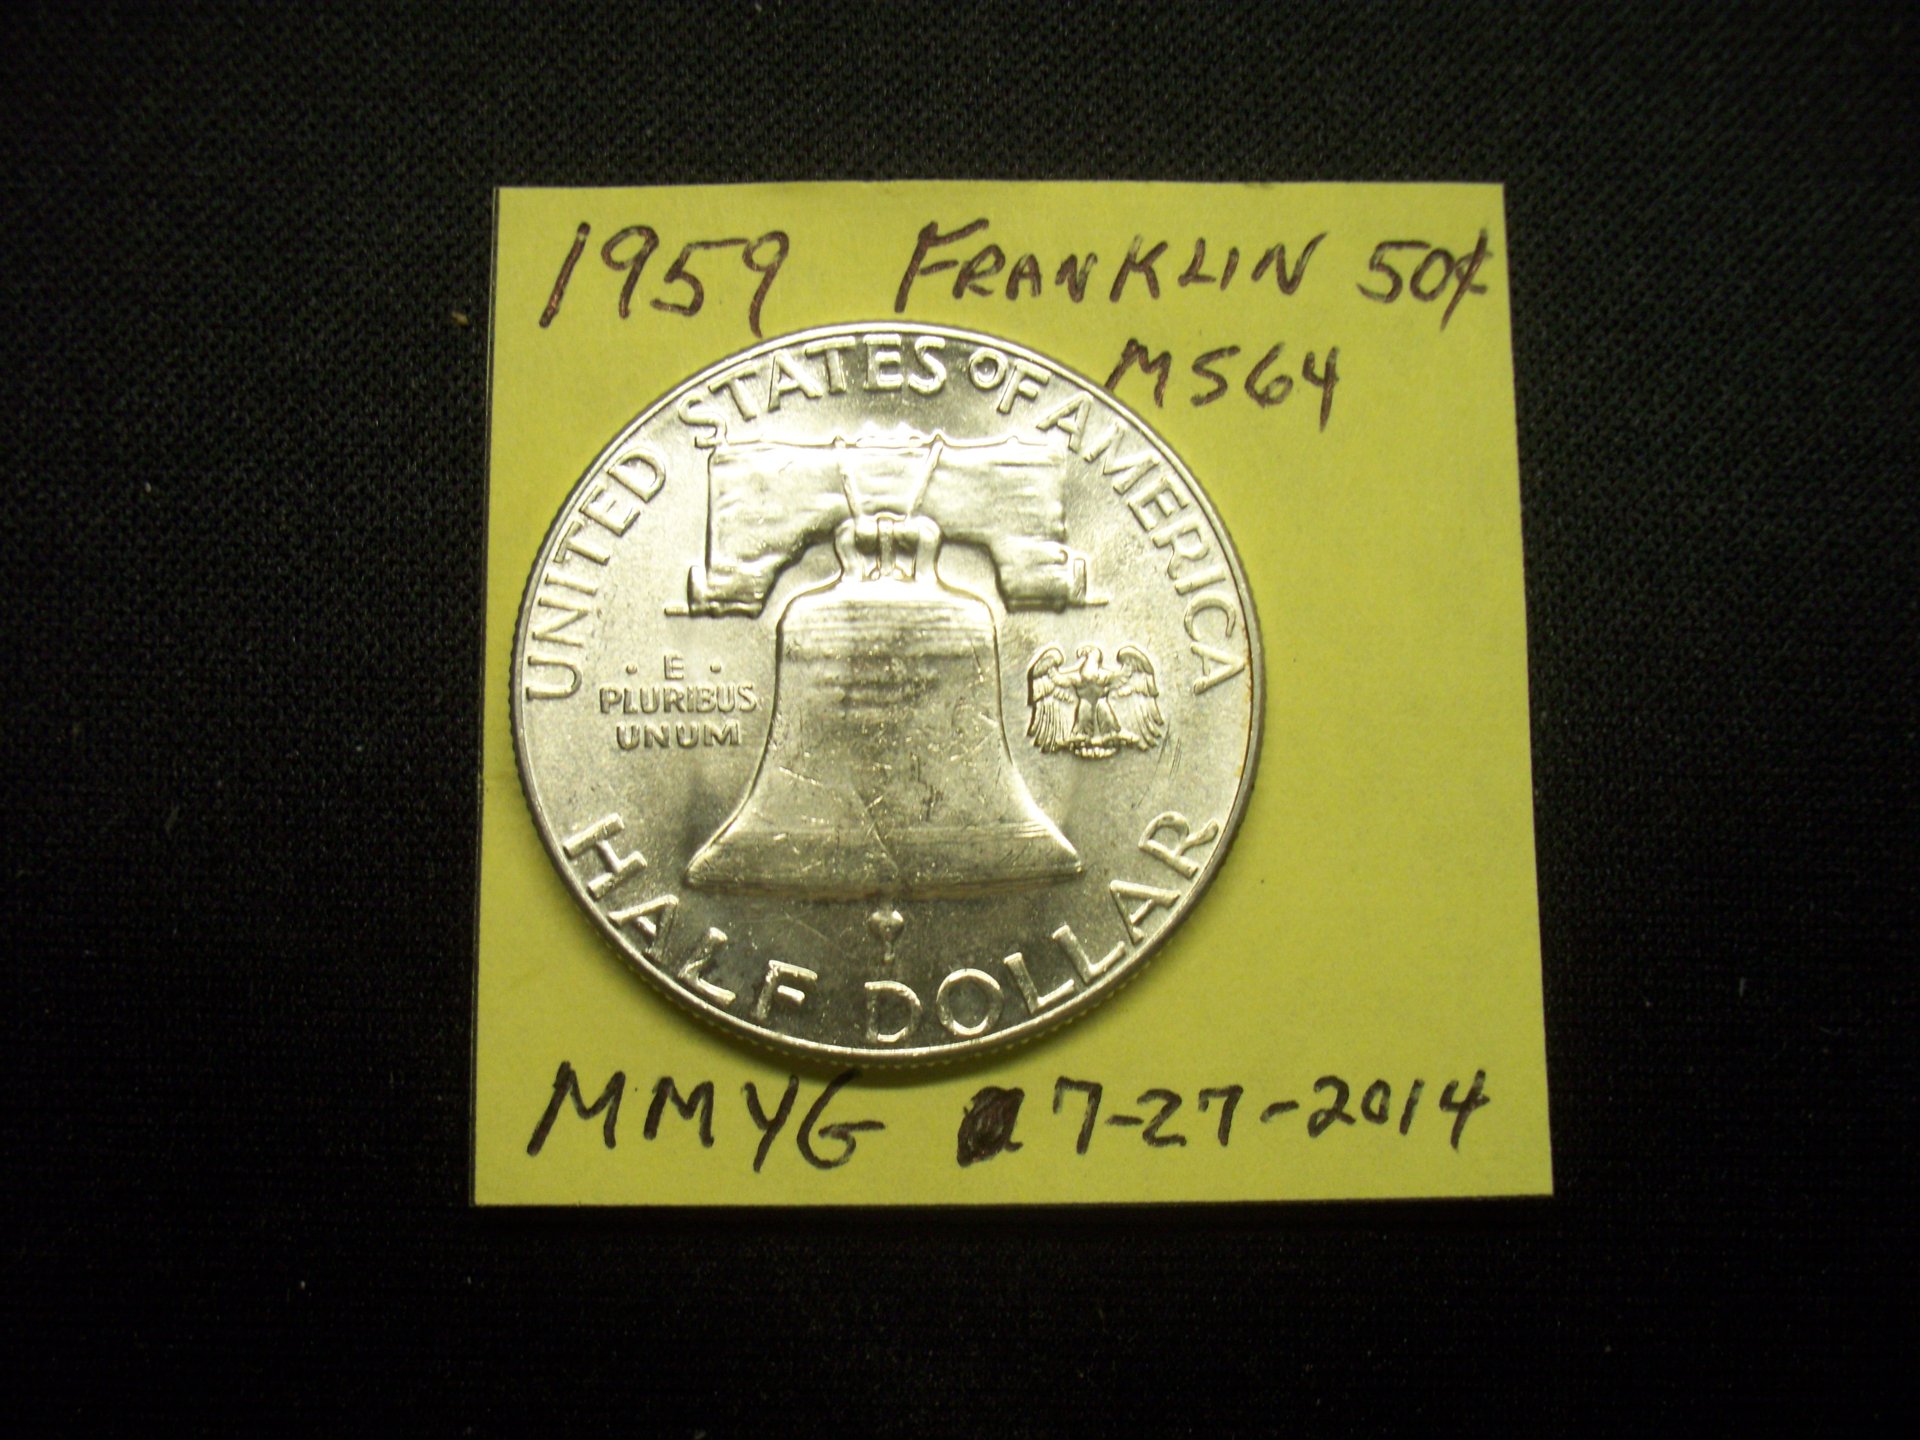 1959 FRANKLIN 50¢
MS64
UNITED STATES OF AMERICA
· E ·
PLURIBUS
UNUM
HALF DOLLAR
MMYG 7-27-2014